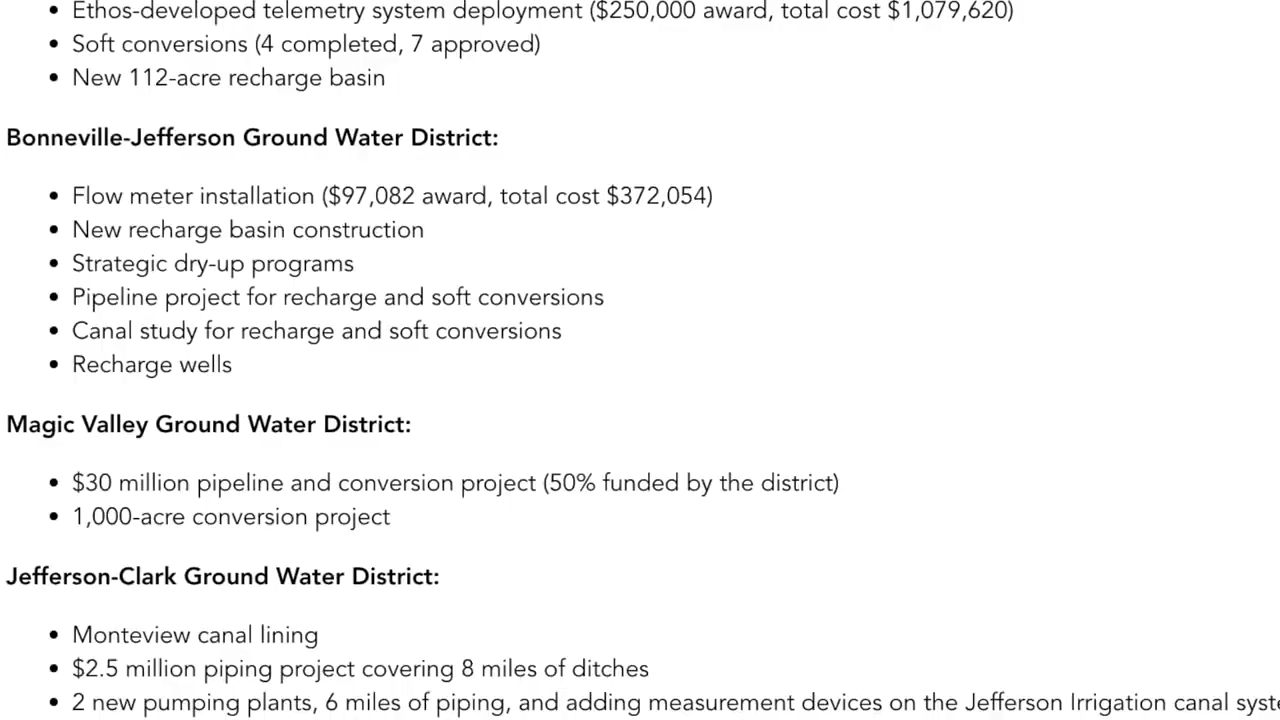 • Ethos-developed telemetry system deployment ($250,000 award, total cost $1,079,620)
• Soft conversions (4 completed, 7 approved)
• New 112-acre recharge basin
Bonneville-Jefferson Ground Water District:
• Flow meter installation ($97,082 award, total cost $372,054)
• New recharge basin construction
• Strategic dry-up programs
• Pipeline project for recharge and soft conversions
• Canal study for recharge and soft conversions
• Recharge wells
Magic Valley Ground Water District:
• $30 million pipeline and conversion project (50% funded by the district)
• 1,000-acre conversion project
Jefferson-Clark Ground Water District:
• Monteview canal lining
• $2.5 million piping project covering 8 miles of ditches
• 2 new pumping plants, 6 miles of piping, and adding measurement devices on the Jefferson Irrigation canal